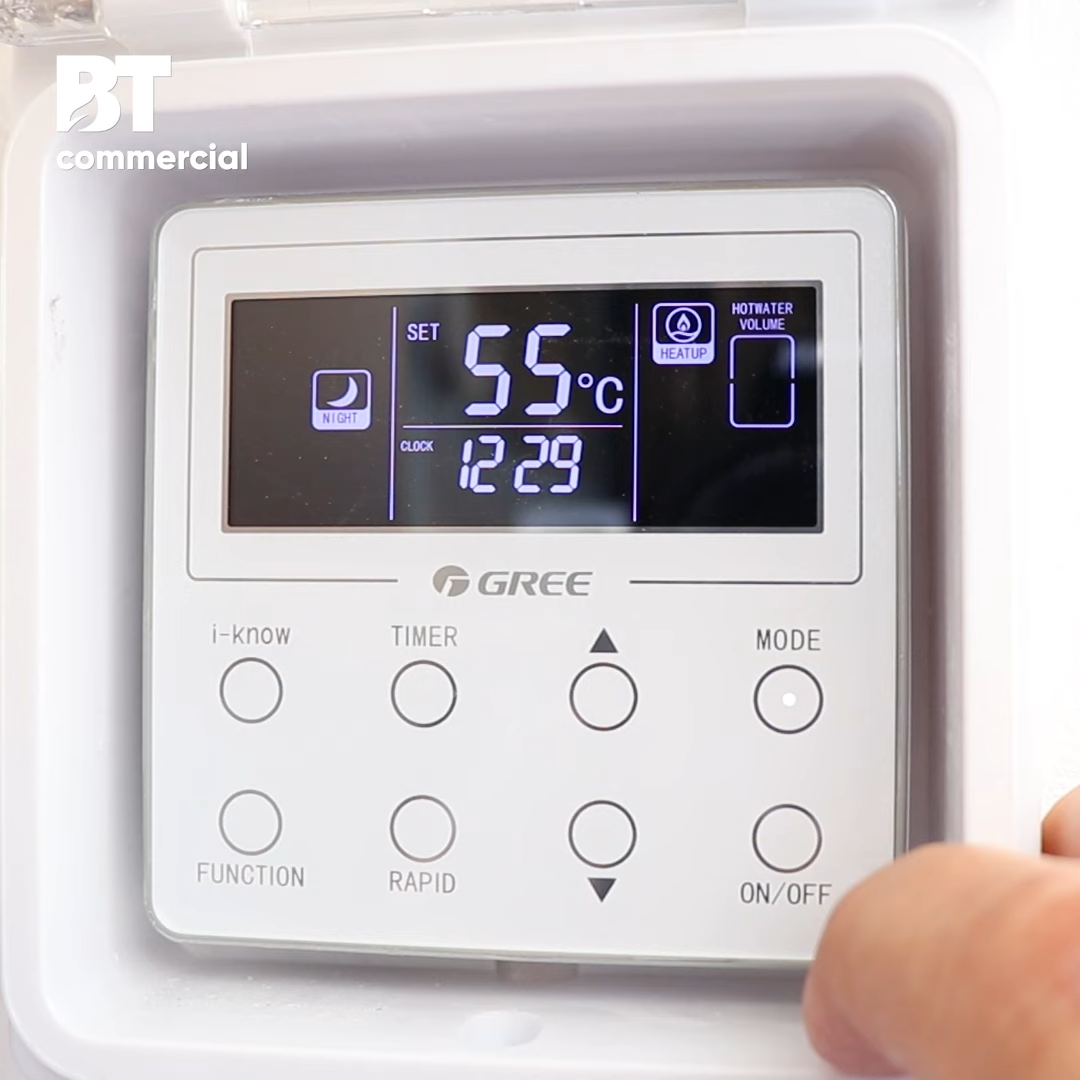 BT
commercial
SET 55°C
HEATUP
HOTWATER
VOLUME
NIGHT
CLOCK 12 29
GREE
i-know TIMER ▲ MODE
FUNCTION RAPID ▼ ON/OFF